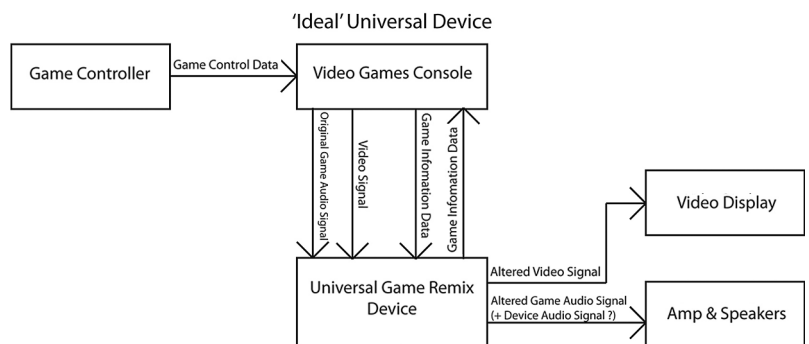 'Ideal' Universal Device
Game Controller
Game Control Data
Video Games Console
Original Game Audio Signal
Video Signal
Game Infomation Data
Game Infomation Data
Universal Game Remix
Device
Altered Video Signal
Video Display
Altered Game Audio Signal
(+ Device Audio Signal ?)
Amp & Speakers